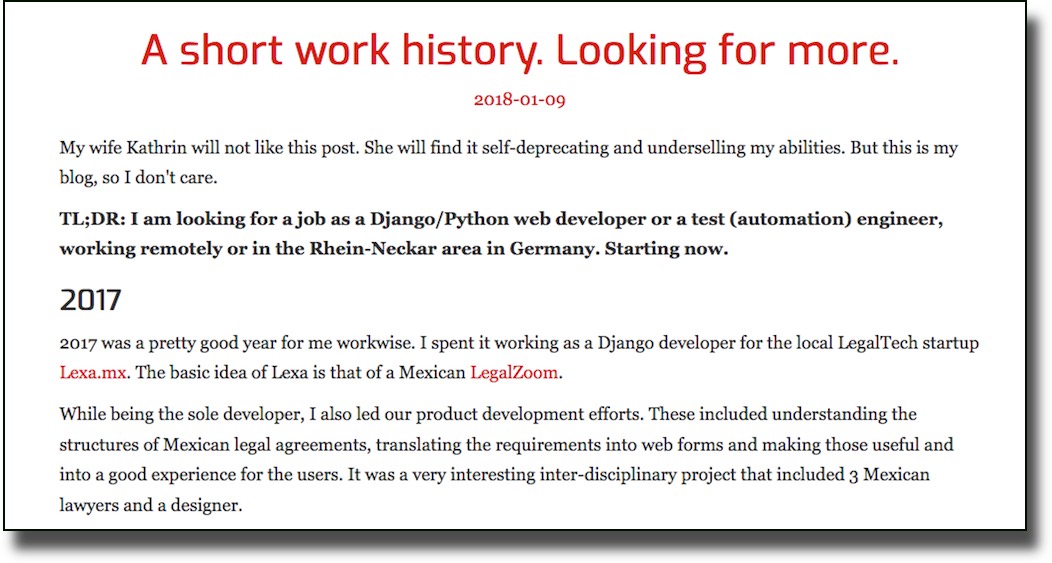 A short work history. Looking for more.
2018-01-09
My wife Kathrin will not like this post. She will find it self-deprecating and underselling my abilities. But this is my
blog, so I don't care.
TL;DR: I am looking for a job as a Django/Python web developer or a test (automation) engineer,
working remotely or in the Rhein-Neckar area in Germany. Starting now.
2017
2017 was a pretty good year for me workwise. I spent it working as a Django developer for the local LegalTech startup
Lexa.mx. The basic idea of Lexa is that of a Mexican LegalZoom.
While being the sole developer, I also led our product development efforts. These included understanding the
structures of Mexican legal agreements, translating the requirements into web forms and making those useful and
into a good experience for the users. It was a very interesting inter-disciplinary project that included 3 Mexican
lawyers and a designer.